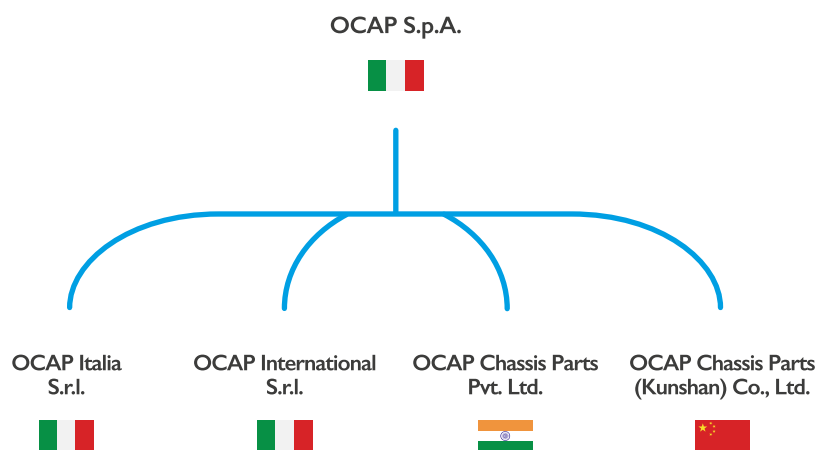 OCAP S.p.A.
OCAP Italia
S.r.l.
OCAP International
S.r.l.
OCAP Chassis Parts
Pvt. Ltd.
OCAP Chassis Parts
(Kunshan) Co., Ltd.